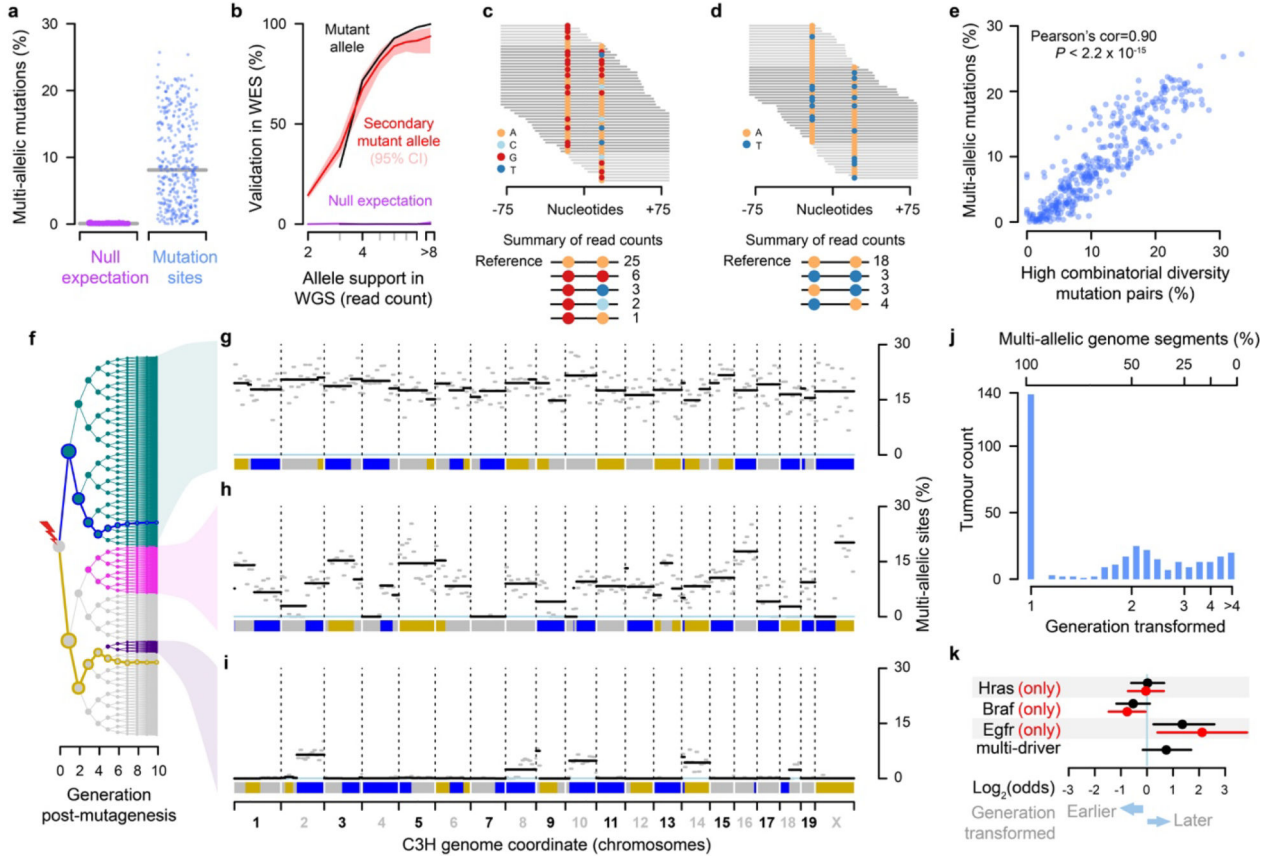 a
Multi-allelic mutations (%)
30
20
10
0
Null
expectation
Mutation
sites
b
Validation in WES (%)
100
50
0
Mutant
allele
Secondary
mutant allele
(95% CI)
Null expectation
2
4
6
>8
Allele support in
WGS (read count)
c
A
C
G
T
-75
Nucleotides
+75
Summary of read counts
Reference
25
6
3
2
1
d
A
T
-75
Nucleotides
+75
Summary of read counts
Reference
18
3
3
4
e
Multi-allelic mutations (%)
30
20
10
0
Pearson's cor=0.90
P < 2.2 x 10-15
0
10
20
30
High combinatorial diversity
mutation pairs (%)
f
0 2 4 6 8 10
Generation
post-mutagenesis
g
30
15
0
h
30
15
0
Multi-allelic sites (%)
i
30
15
0
1 2 3 4 5 6 7 8 9 10 11 12 13 14 15 16 17 18 19 X
C3H genome coordinate (chromosomes)
j
Multi-allelic genome segments (%)
100 50 25 0
Tumour count
140
100
50
0
1 2 3 4 >4
Generation transformed
k
Hras (only)
Braf (only)
Egfr (only)
multi-driver
-3 -2 -1 0 1 2 3
Log2(odds)
Generation
transformed
Earlier
Later